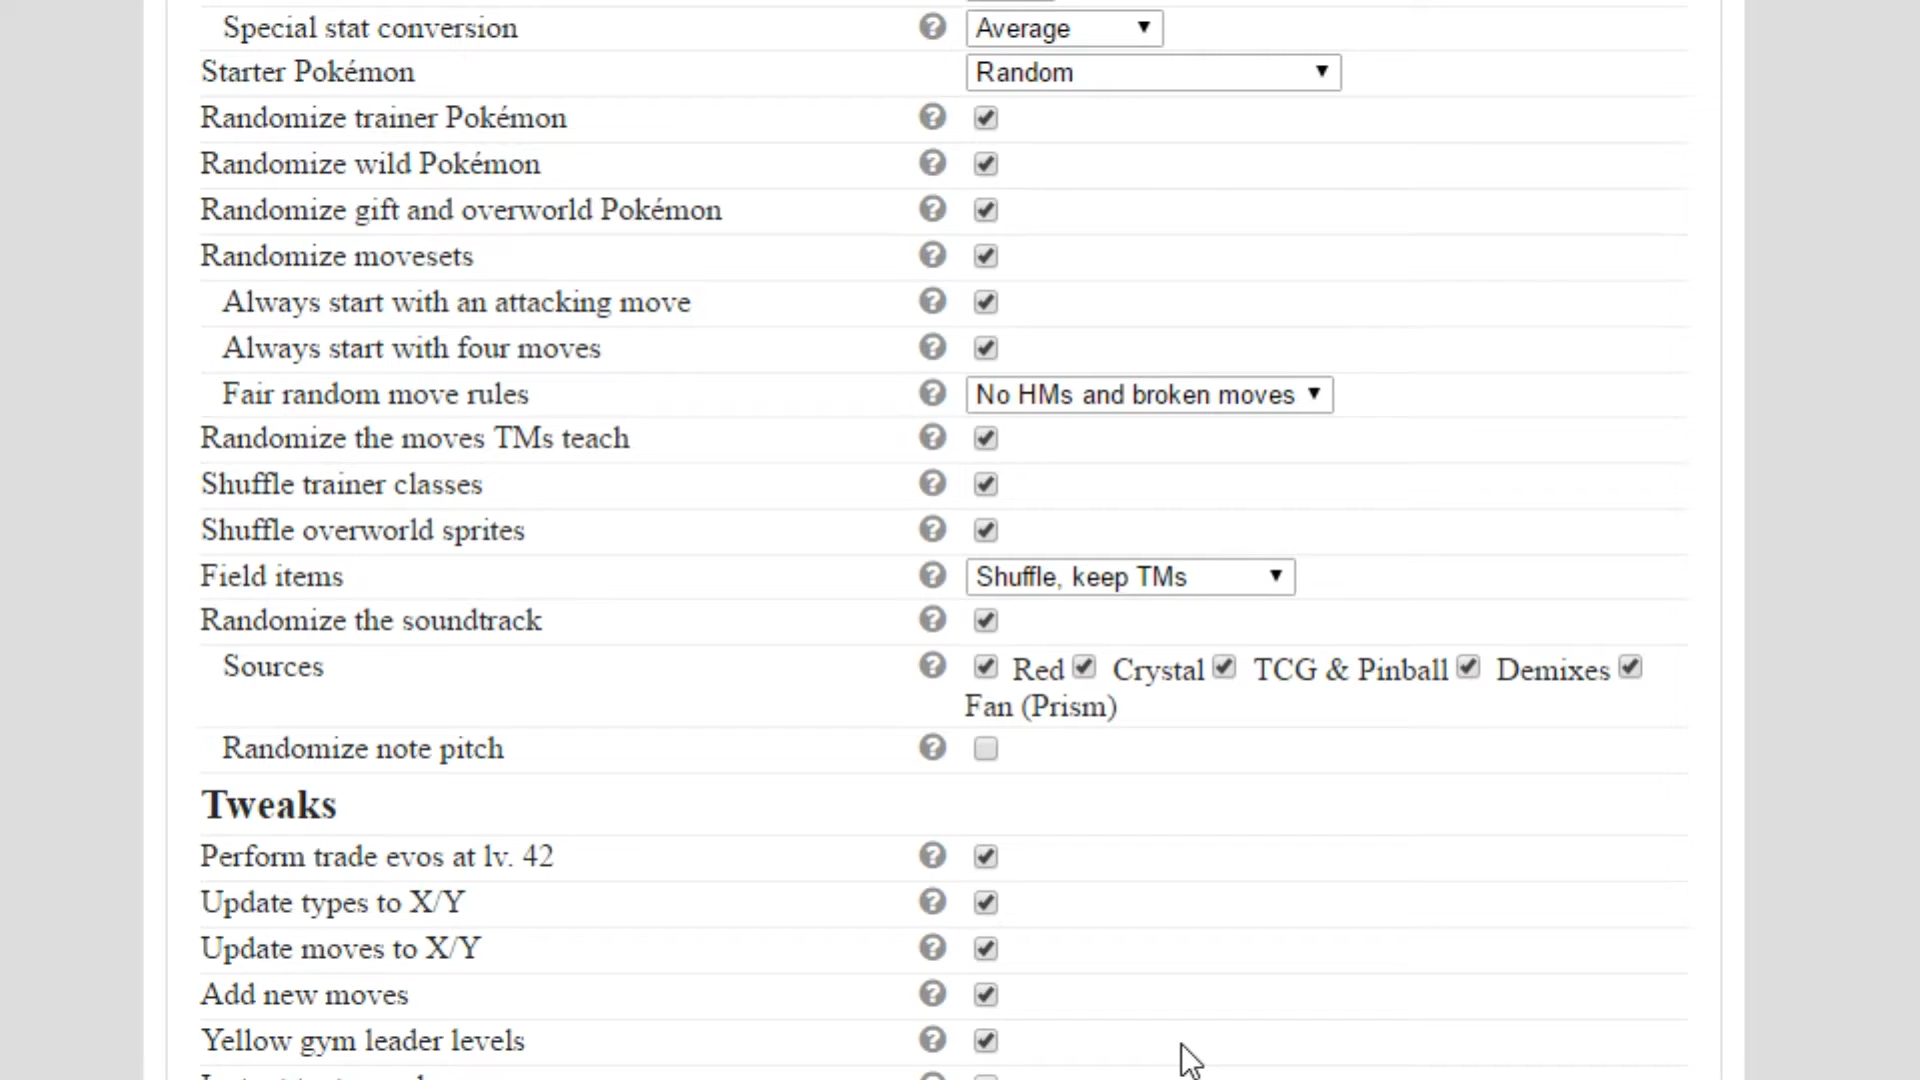 Special stat conversion ? Average
Starter Pokémon Random
Randomize trainer Pokémon ?
Randomize wild Pokémon ?
Randomize gift and overworld Pokémon ?
Randomize movesets ?
Always start with an attacking move ?
Always start with four moves ?
Fair random move rules ? No HMs and broken moves
Randomize the moves TMs teach ?
Shuffle trainer classes ?
Shuffle overworld sprites ?
Field items ? Shuffle, keep TMs
Randomize the soundtrack ?
Sources ? Red Crystal TCG & Pinball Demixes
Fan (Prism)
Randomize note pitch ?
Tweaks
Perform trade evos at lv. 42 ?
Update types to X/Y ?
Update moves to X/Y ?
Add new moves ?
Yellow gym leader levels ?